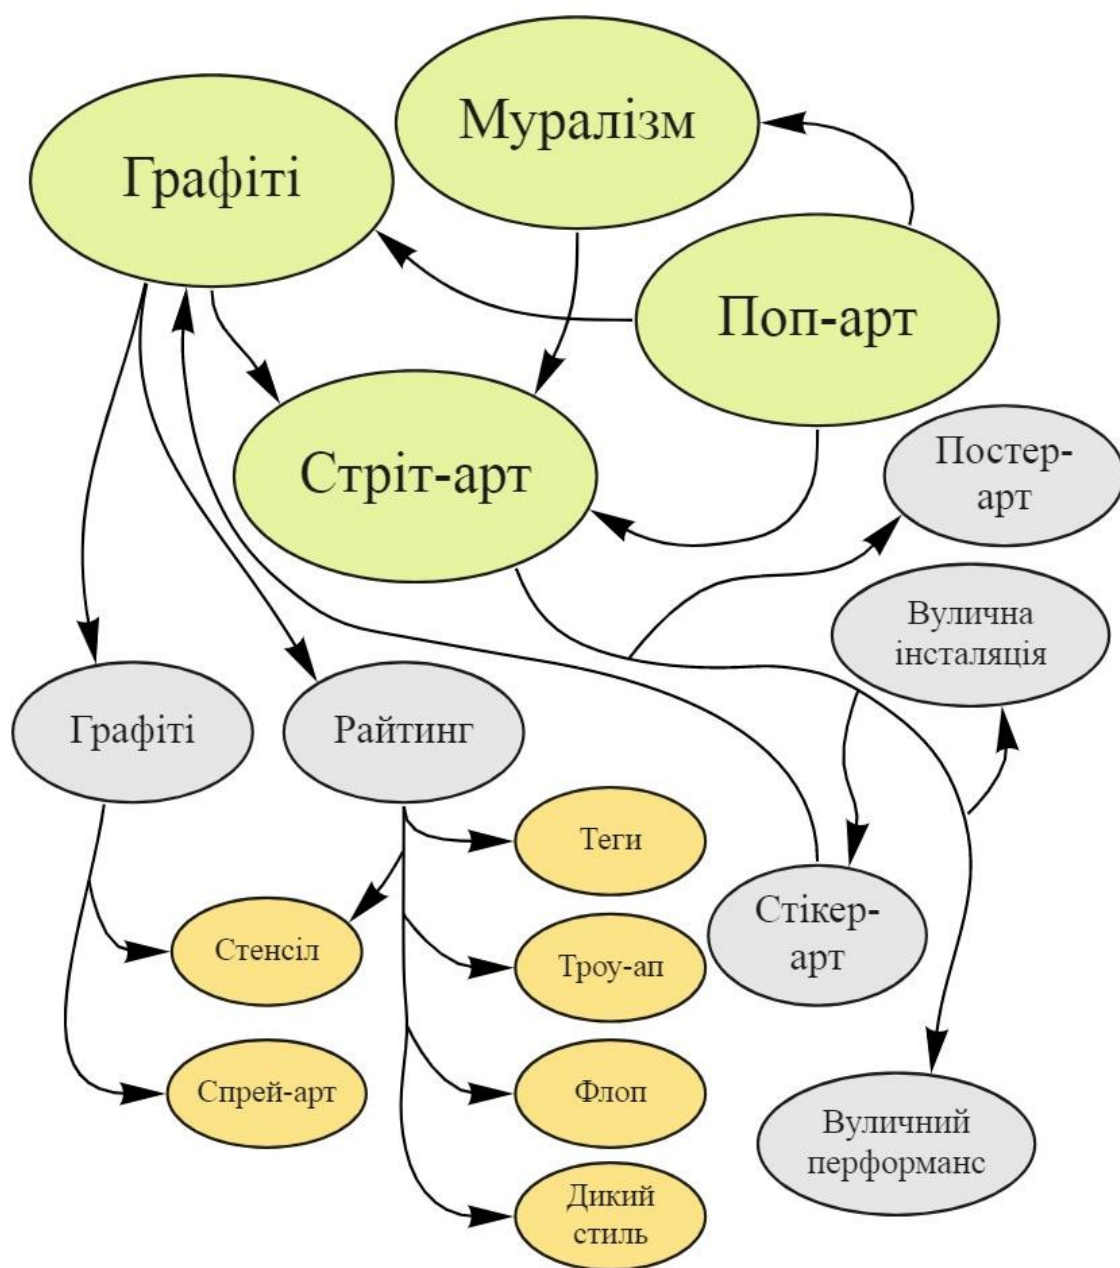 Муралізм
Графіті
Поп-арт
Стріт-арт
Постер-
арт
Вулична
інсталяція
Графіті
Райтинг
Теги
Стікер-
арт
Стенсіл
Троу-ап
Спрей-арт
Флоп
Вуличний
перформанс
Дикий
стиль